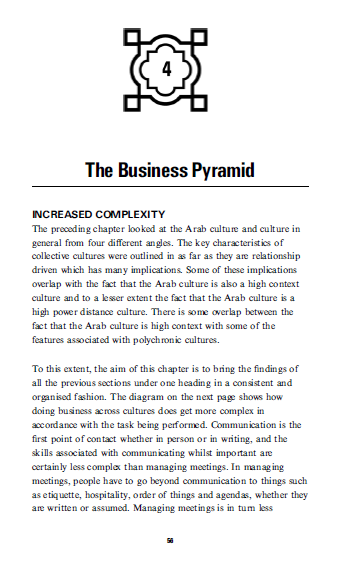 4
The Business Pyramid
INCREASED COMPLEXITY
The preceding chapter looked at the Arab culture and culture in
general from four different angles. The key characteristics of
collective cultures were outlined in as far as they are relationship
driven which has many implications. Some of these implications
overlap with the fact that the Arab culture is also a high context
culture and to a lesser extent the fact that the Arab culture is a
high power distance culture. There is some overlap between the
fact that the Arab culture is high context with some of the
features associated with polychronic cultures.
To this extent, the aim of this chapter is to bring the findings of
all the previous sections under one heading in a consistent and
organised fashion. The diagram on the next page shows how
doing business across cultures does get more complex in
accordance with the task being performed. Communication is the
first point of contact whether in person or in writing, and the
skills associated with communicating whilst important are
certainly less complex than managing meetings. In managing
meetings, people have to go beyond communication to things such
as etiquette, hospitality, order of things and agendas, whether they
are written or assumed. Managing meetings is in turn less
56